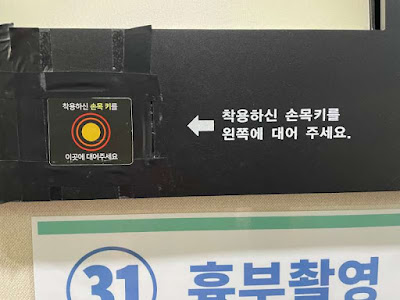 착용하신 손목 키를
이곳에 대어주세요
착용하신 손목키를
왼쪽에 대어 주세요.
31 흉부촬영